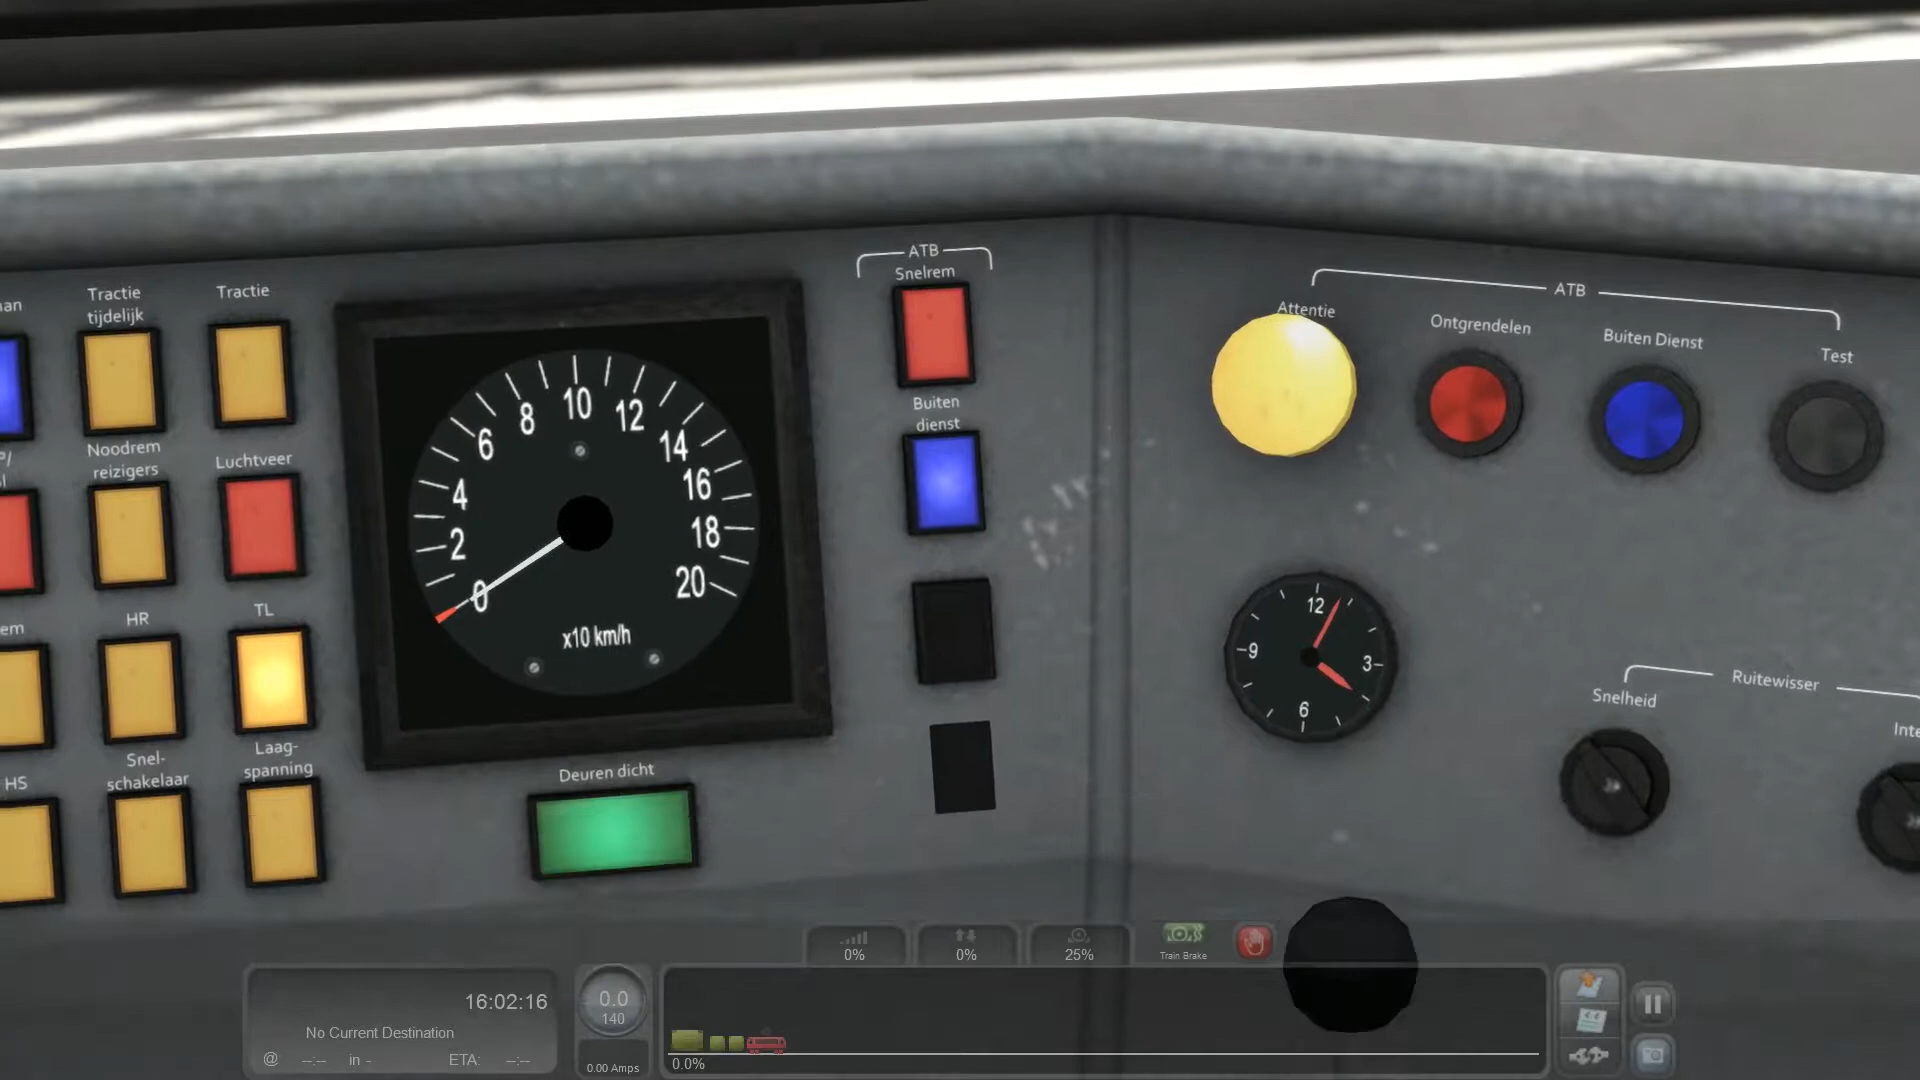 Tractie
tijdelijk
Tractie
Noodrem
reizigers
Luchtveer
HR
TL
HS
Snel-
schakelaar
Laag-
spanning
0
2
4
6
8
10
12
14
16
18
20
x10 km/h
Deuren dicht
ATB
Snelrem
Buiten
dienst
ATB
Attentie
Ontgrendelen
Buiten Dienst
Test
12
3
6
9
Ruitewisser
Snelheid
0%
0%
25%
Train Brake
16:02:16
No Current Destination
@ --:-- in - ETA: --:--
0.0
140
0.00 Amps
0.0%